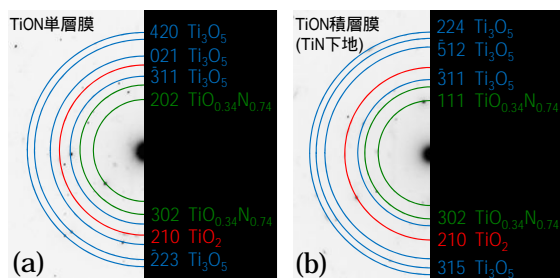 TiON単層膜
420 Ti3O5
021 Ti3O5
311 Ti3O5
202 TiO0.34N0.74
302 TiO0.34N0.74
210 TiO2
2̄23 Ti3O5
(a)
TiON積層膜
(TiN下地)
224 Ti3O5
5̄12 Ti3O5
3̄11 Ti3O5
111 TiO0.34N0.74
302 TiO0.34N0.74
210 TiO2
315 Ti3O5
(b)